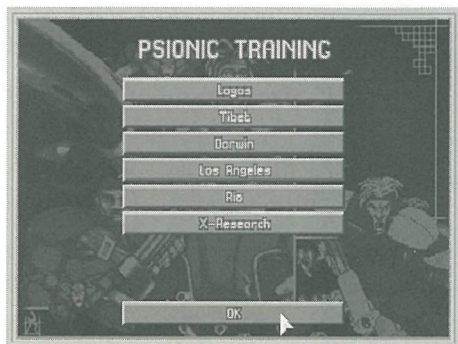 PSIONIC TRAINING
Lagos
Tibet
Darwin
Los Angeles
Rio
X-Research
OK